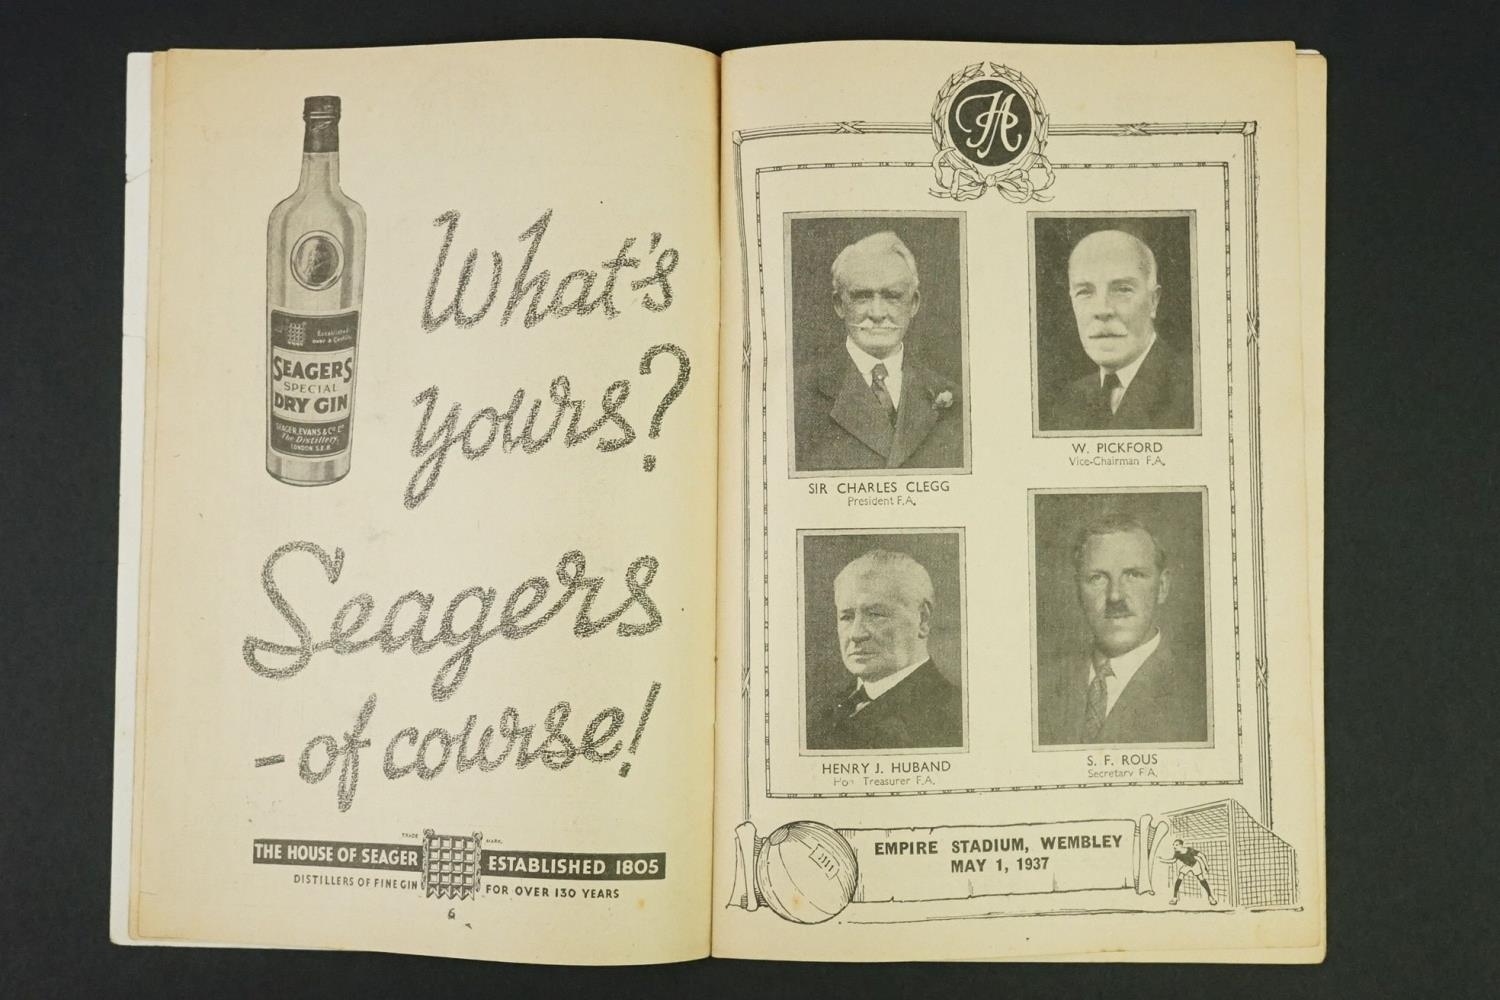 What's
yours?
Seagers
- of course!
Established
over a Century
SEAGERS
SPECIAL
DRY GIN
SEAGER, EVANS & Co. Ltd
The Distillery,
LONDON S.E.8.
TRADE MARK.
THE HOUSE OF SEAGER ESTABLISHED 1805
DISTILLERS OF FINE GIN FOR OVER 130 YEARS
6
FA
SIR CHARLES CLEGG
President F.A.
W. PICKFORD
Vice-Chairman F.A.
HENRY J. HUBAND
Hon Treasurer F.A.
S. F. ROUS
Secretary F.A.
EMPIRE STADIUM, WEMBLEY
MAY 1, 1937